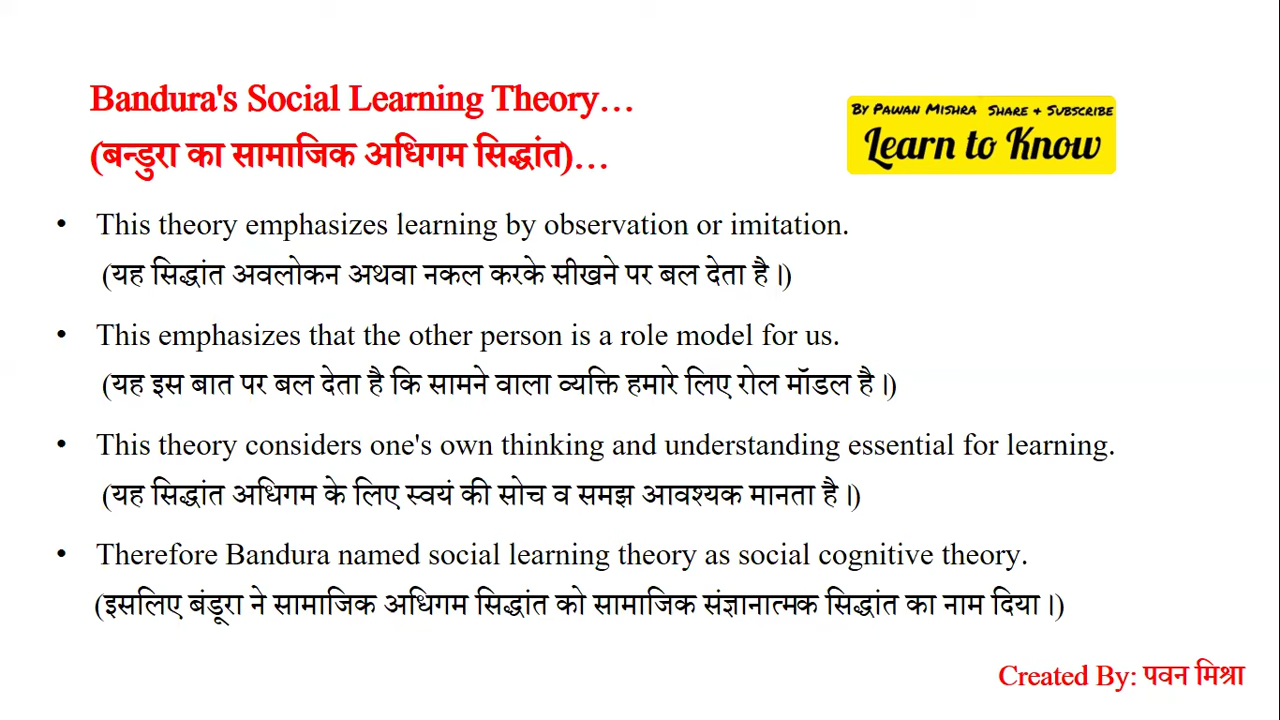 Bandura's Social Learning Theory…
(बन्डुरा का सामाजिक अधिगम सिद्धांत)…
By Pawan Mishra Share & Subscribe
Learn to Know
• This theory emphasizes learning by observation or imitation.
(यह सिद्धांत अवलोकन अथवा नकल करके सीखने पर बल देता है।)
• This emphasizes that the other person is a role model for us.
(यह इस बात पर बल देता है कि सामने वाला व्यक्ति हमारे लिए रोल मॉडल है।)
• This theory considers one's own thinking and understanding essential for learning.
(यह सिद्धांत अधिगम के लिए स्वयं की सोच व समझ आवश्यक मानता है।)
• Therefore Bandura named social learning theory as social cognitive theory.
(इसलिए बंडूरा ने सामाजिक अधिगम सिद्धांत को सामाजिक संज्ञानात्मक सिद्धांत का नाम दिया।)
Created By: पवन मिश्रा